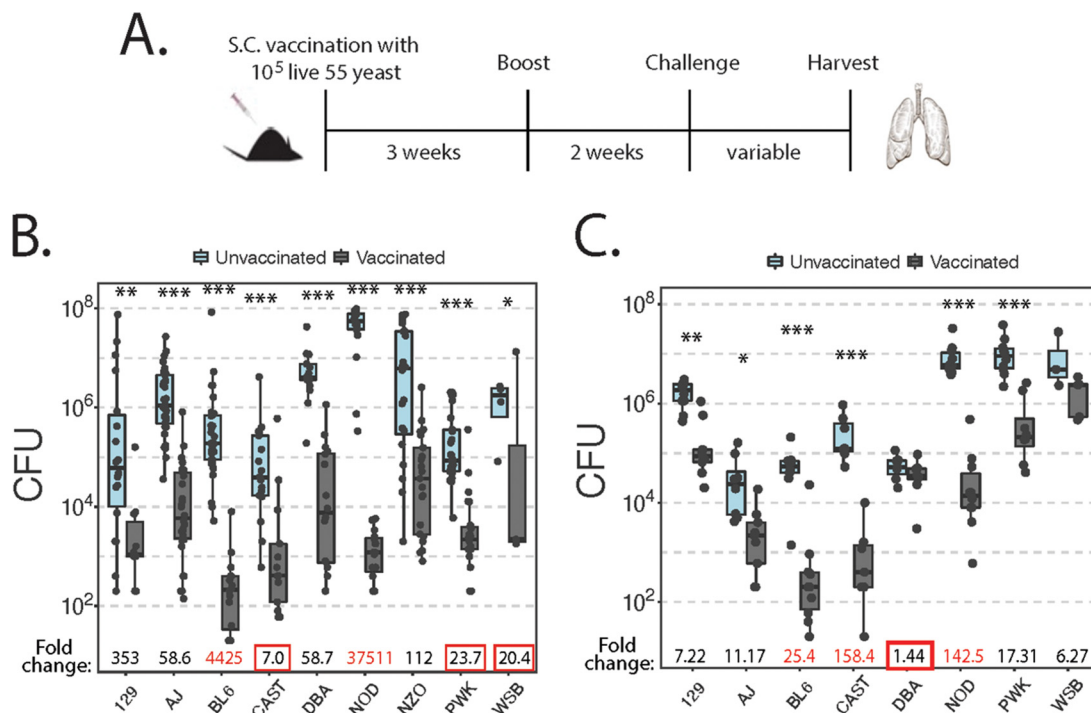 A.
S.C. vaccination with
10⁵ live 55 yeast
Boost
Challenge
Harvest
3 weeks
2 weeks
variable
B.
Unvaccinated Vaccinated
** *** *** *** *** *** *** *** *
CFU
10⁸
10⁶
10⁴
10²
Fold
change:
353 58.6 4425 7.0 58.7 37511 112 23.7 20.4
129 AJ BL6 CAST DBA NOD NZO PWK WSB
C.
Unvaccinated Vaccinated
** * *** *** *** ***
CFU
10⁸
10⁶
10⁴
10²
Fold
change:
7.22 11.17 25.4 158.4 1.44 142.5 17.31 6.27
129 AJ BL6 CAST DBA NOD PWK WSB